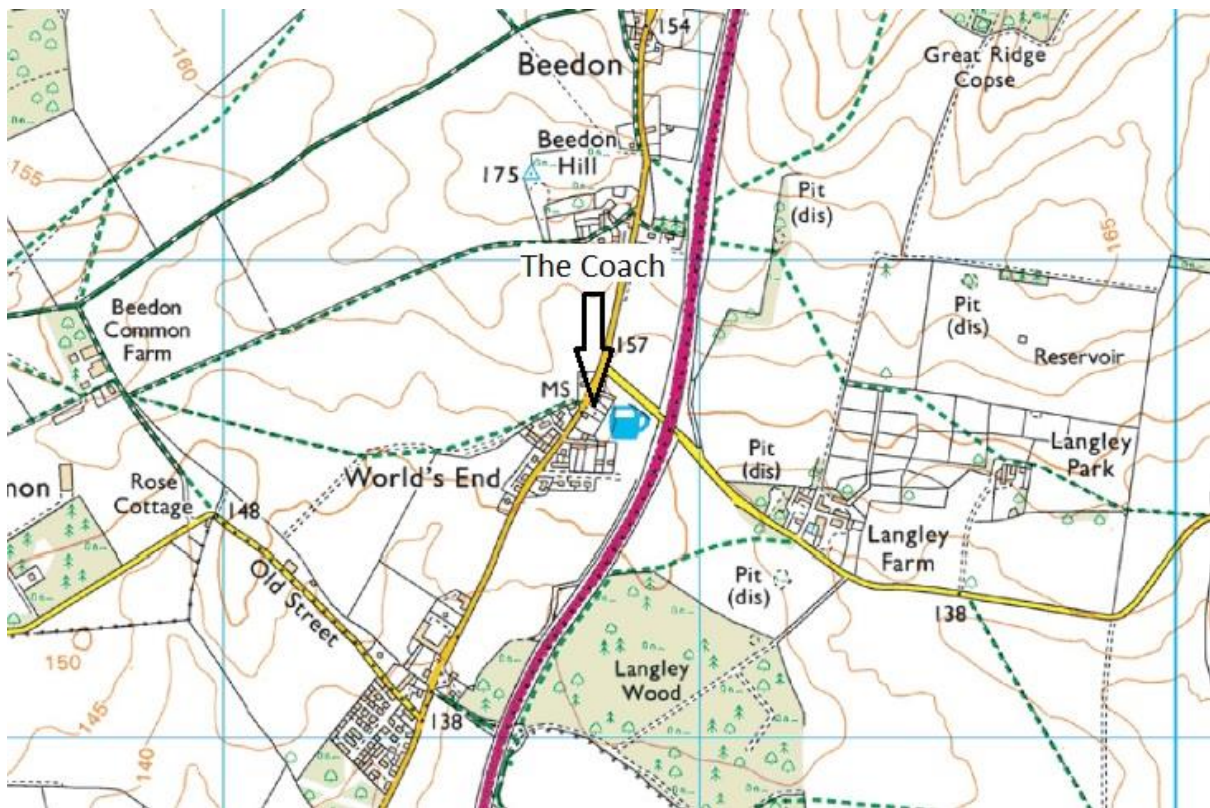 154
160
Beedon
Great Ridge
Copse
155
Beedon
Hill
175
Pit
(dis)
165
The Coach
Beedon
Common
Farm
Pit
(dis)
157
Reservoir
MS
Pit
(dis)
Langley
Park
World's End
Rose
Cottage
non
148
Langley
Farm
Old Street
Pit
(dis)
138
150
Langley
Wood
145
138
140